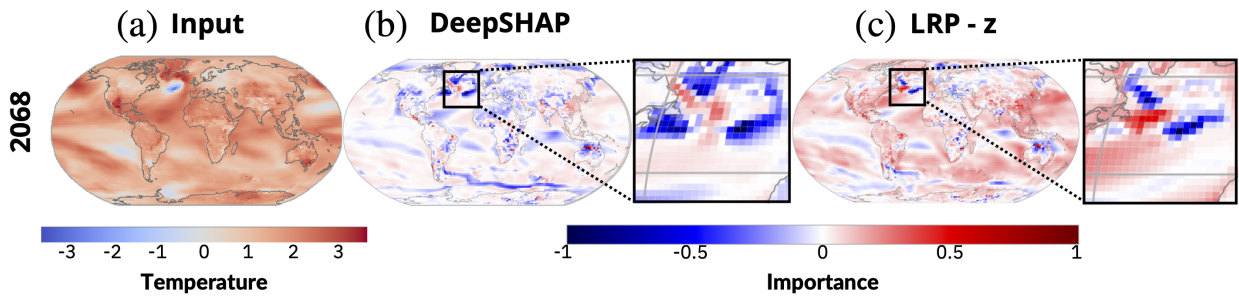 (a) Input
(b) DeepSHAP
(c) LRP - z
2068
-3 -2 -1 0 1 2 3
Temperature
-1 -0.5 0 0.5 1
Importance